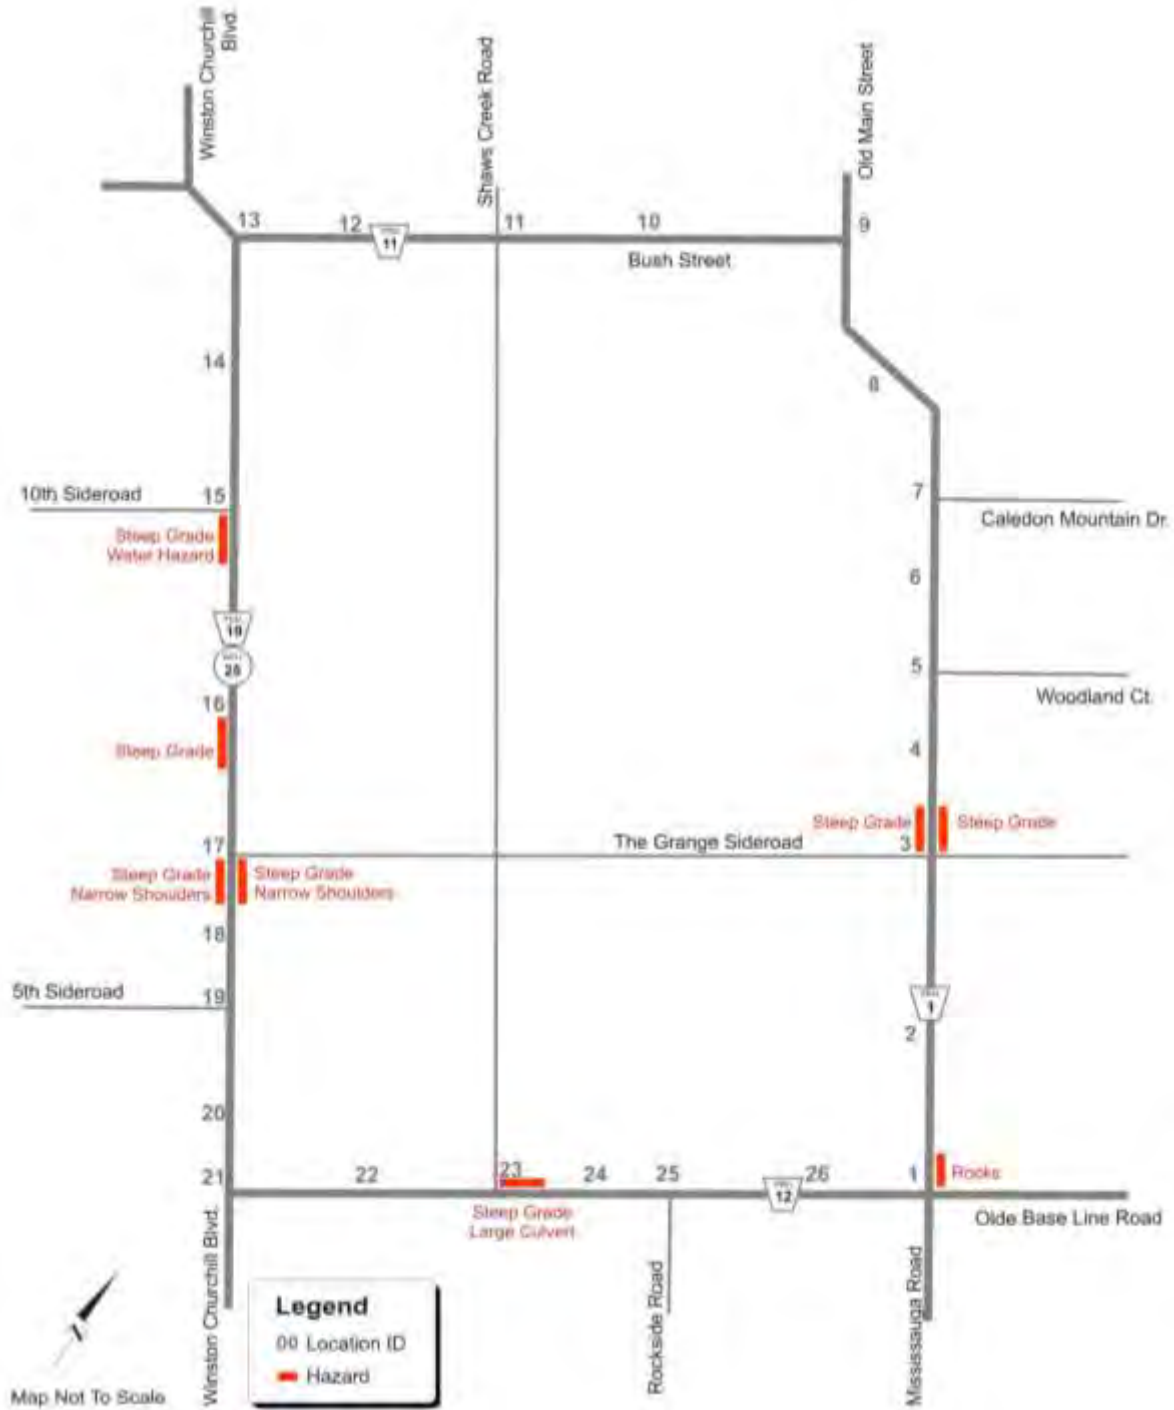 Winston Churchill
Blvd.
Shaws Creek Road
Old Main Street
13
12
11
11
10
9
Bush Street
14
8
10th Sideroad
15
7
Steep Grade
Water Hazard
Caledon Mountain Dr.
6
19
25
5
16
Woodland Ct.
Steep Grade
4
Steep Grade
Steep Grade
17
The Grange Sideroad
3
Steep Grade
Narrow Shoulders
Steep Grade
Narrow Shoulders
18
5th Sideroad
19
1
2
20
21
22
23
24
25
26
12
1
Rocks
Steep Grade
Large Culvert
Olde Base Line Road
Winston Churchill Blvd.
Rockside Road
Mississauga Road
N
Legend
00 Location ID
Hazard
Map Not To Scale